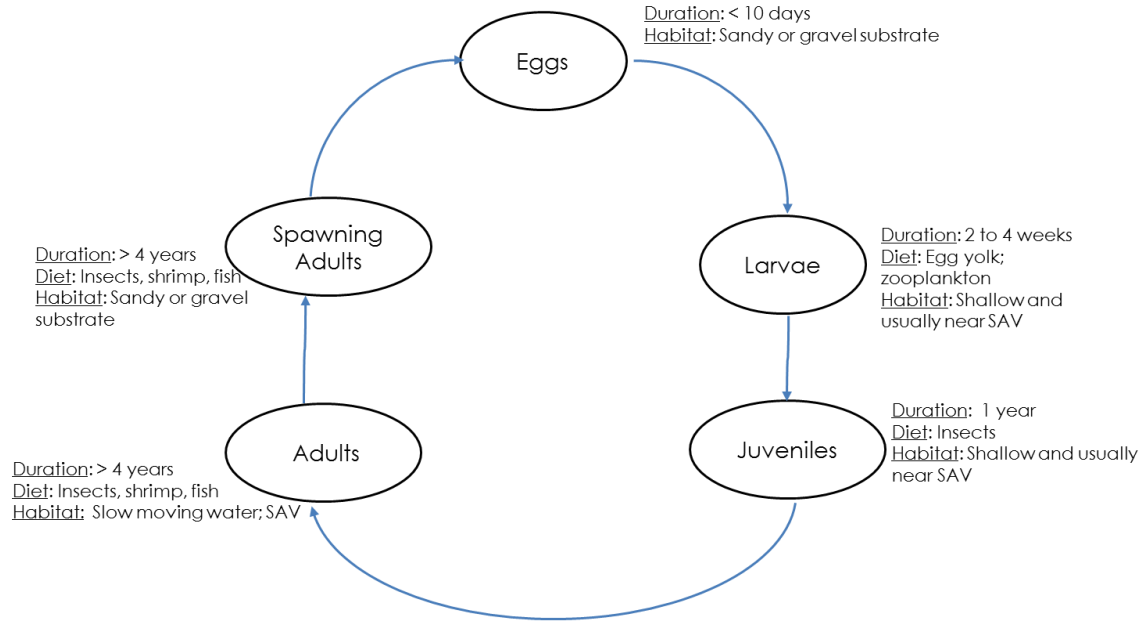 Eggs
Duration: < 10 days
Habitat: Sandy or gravel substrate
Larvae
Duration: 2 to 4 weeks
Diet: Egg yolk;
zooplankton
Habitat: Shallow and
usually near SAV
Juveniles
Duration:  1 year
Diet: Insects
Habitat: Shallow and usually
near SAV
Adults
Duration: > 4 years
Diet: Insects, shrimp, fish
Habitat:  Slow moving water; SAV
Spawning
Adults
Duration: > 4 years
Diet: Insects, shrimp, fish
Habitat: Sandy or gravel
substrate